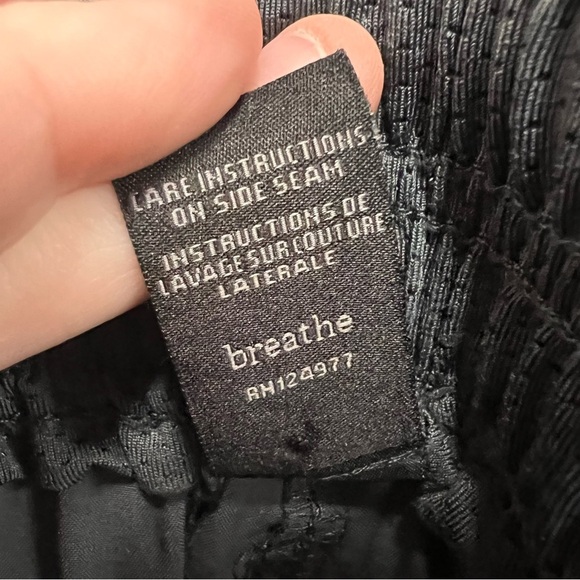 CARE INSTRUCTIONS
ON SIDE SEAM
INSTRUCTIONS DE
LAVAGE SUR COUTURE
LATERALE
breathe
RN124977